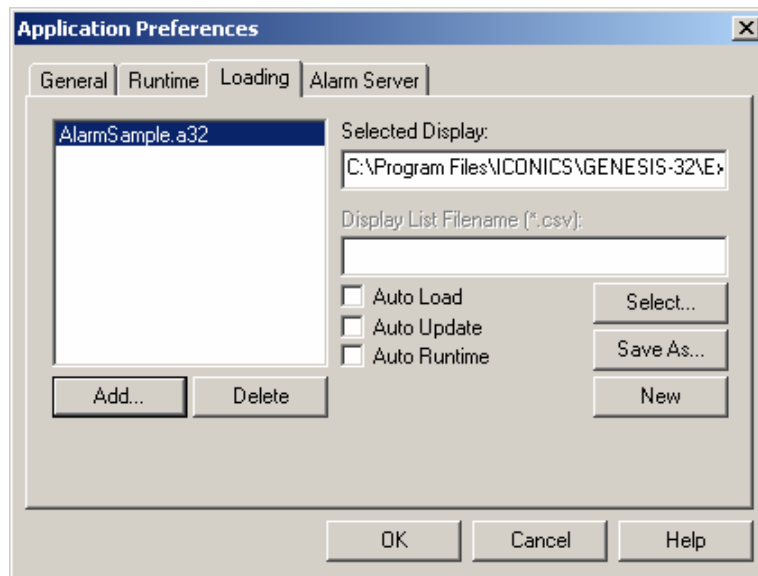 Application Preferences
General Runtime Loading Alarm Server
AlarmSample.a32
Selected Display:
C:\Program Files\ICONICS\GENESIS-32\Ex
Display List Filename (*.csv):
Auto Load
Auto Update
Auto Runtime
Select...
Save As...
New
Add... Delete
OK Cancel Help